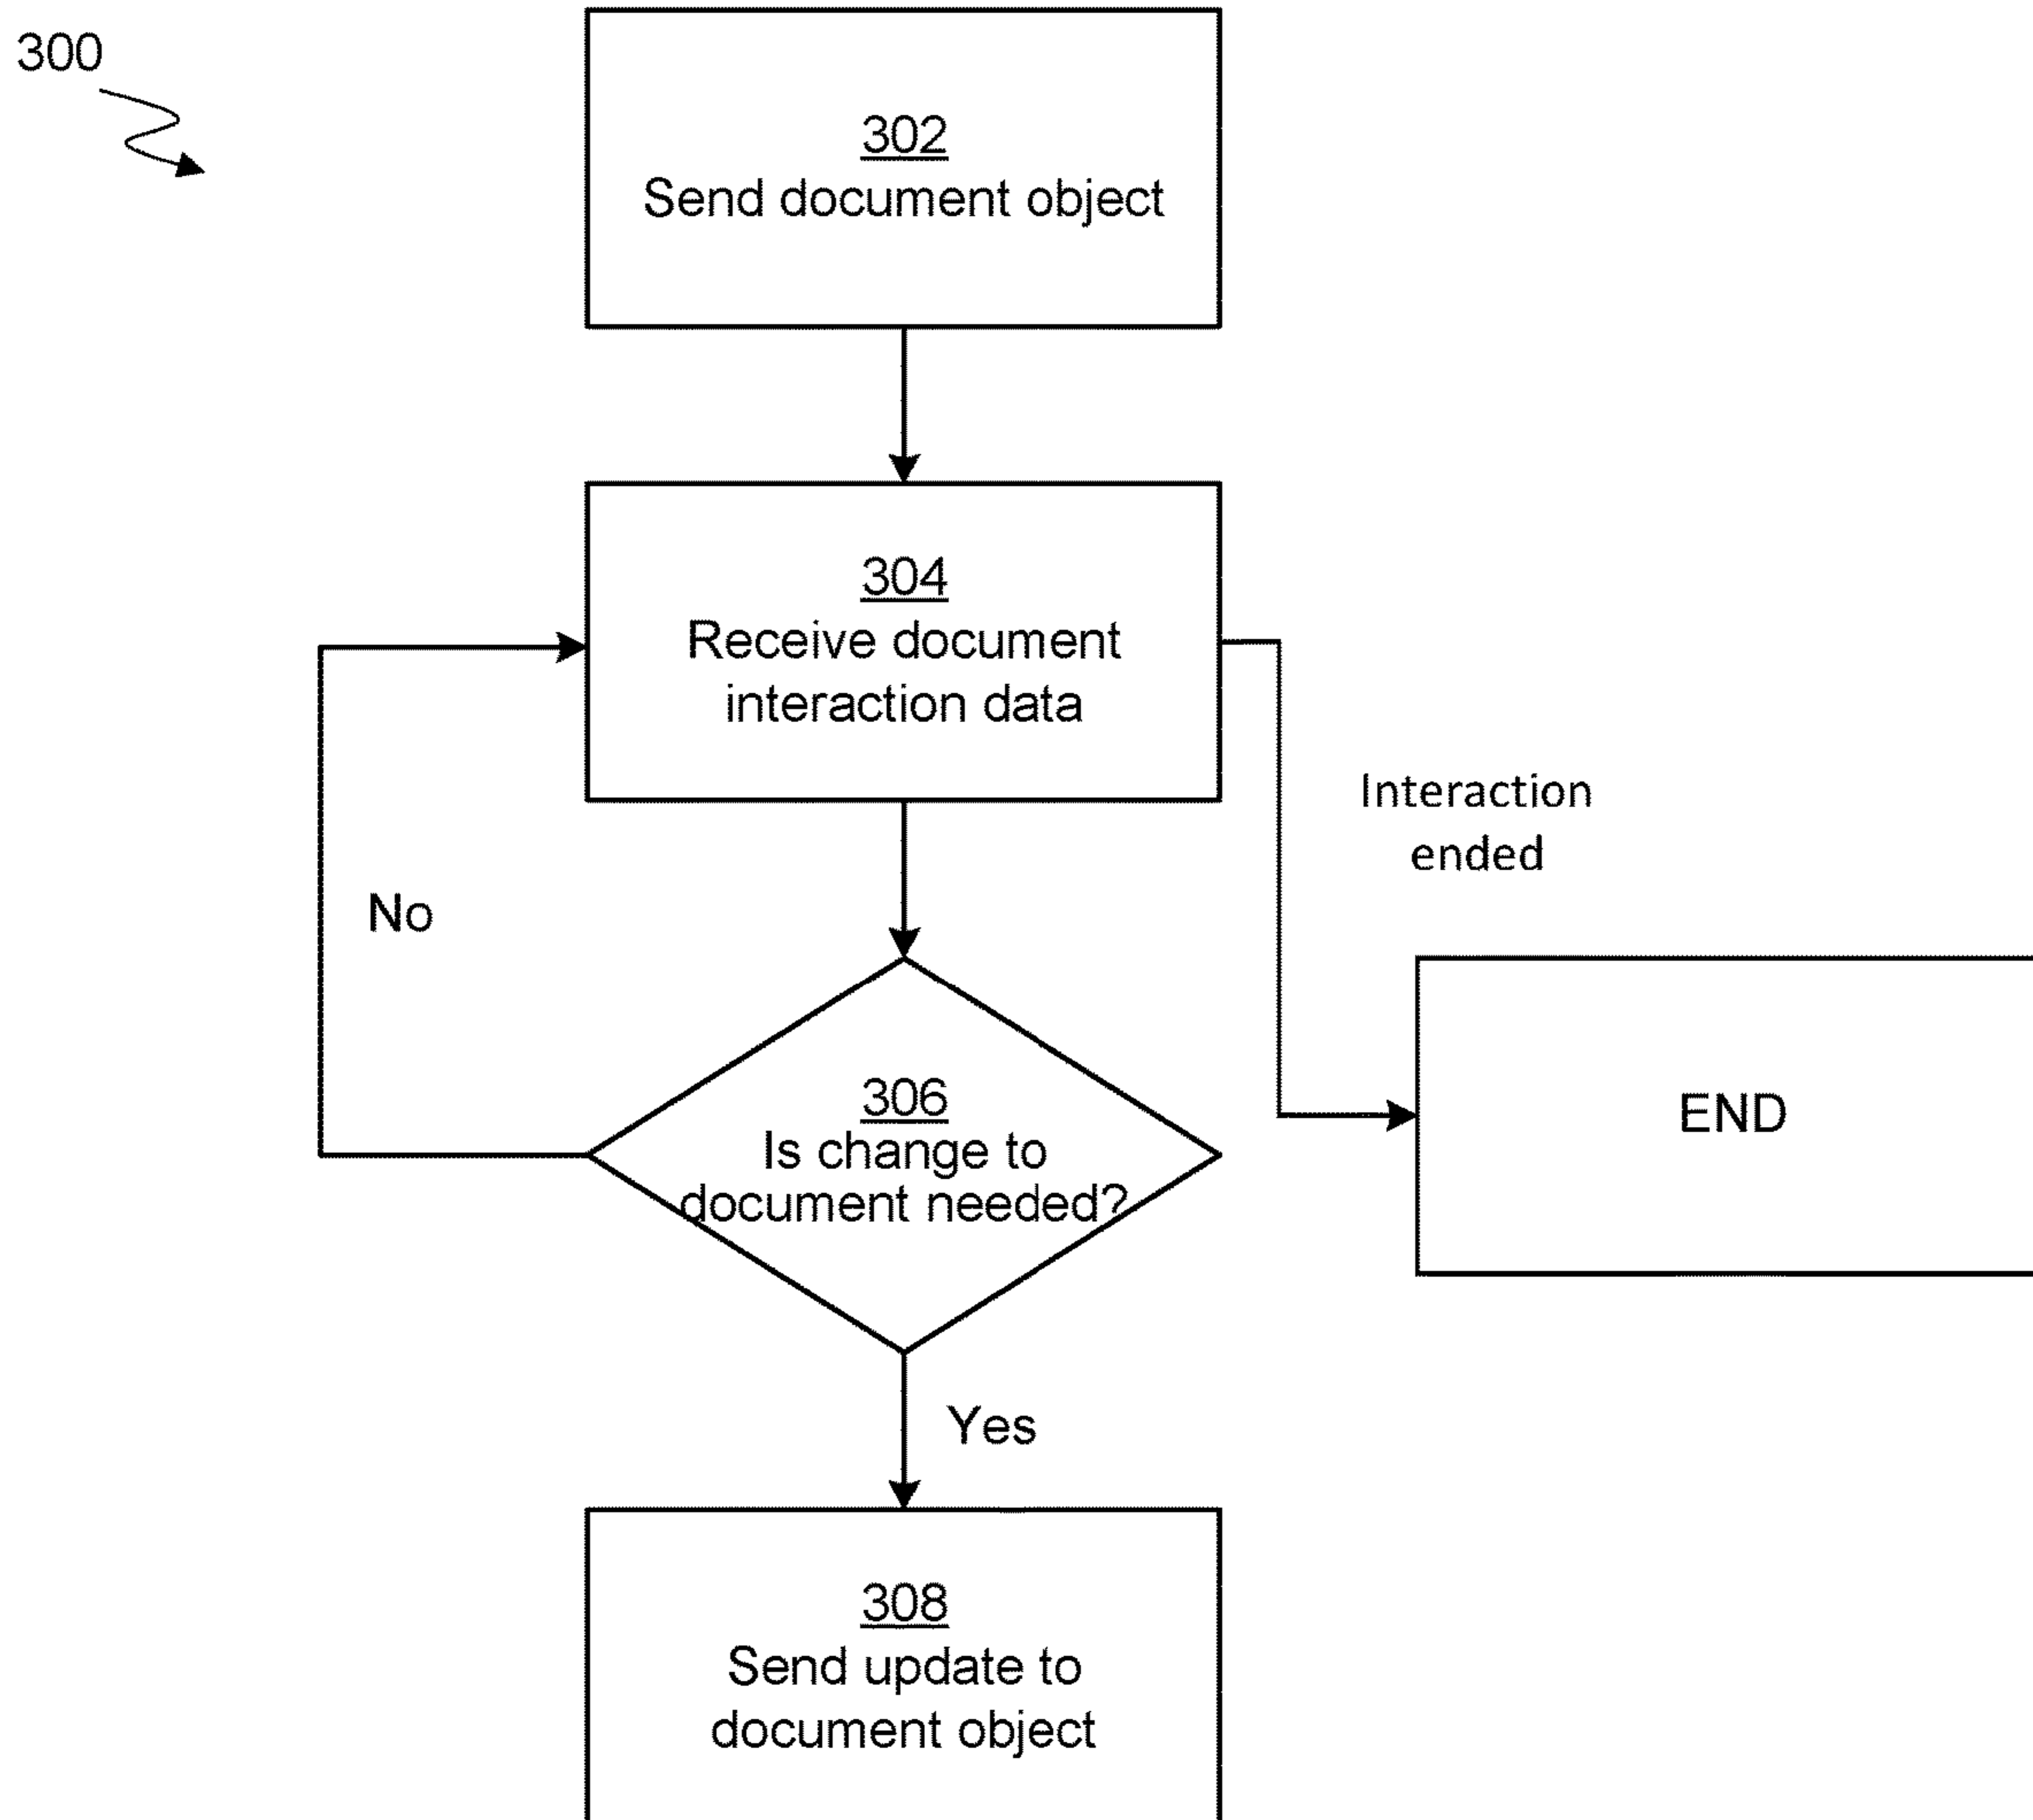 300
302
Send document object
304
Receive document
interaction data
Interaction
ended
No
306
Is change to
document needed?
END
Yes
308
Send update to
document object